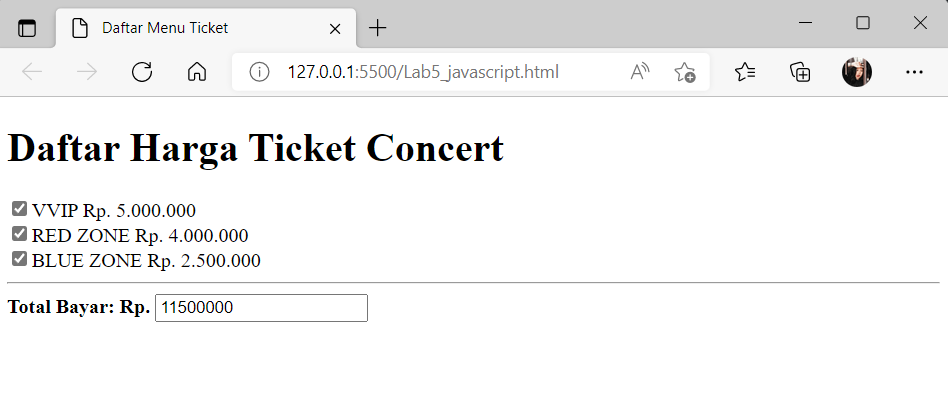 Daftar Menu Ticket
127.0.0.1:5500/Lab5_javascript.html
Daftar Harga Ticket Concert
VVIP Rp. 5.000.000
RED ZONE Rp. 4.000.000
BLUE ZONE Rp. 2.500.000
Total Bayar: Rp. 11500000